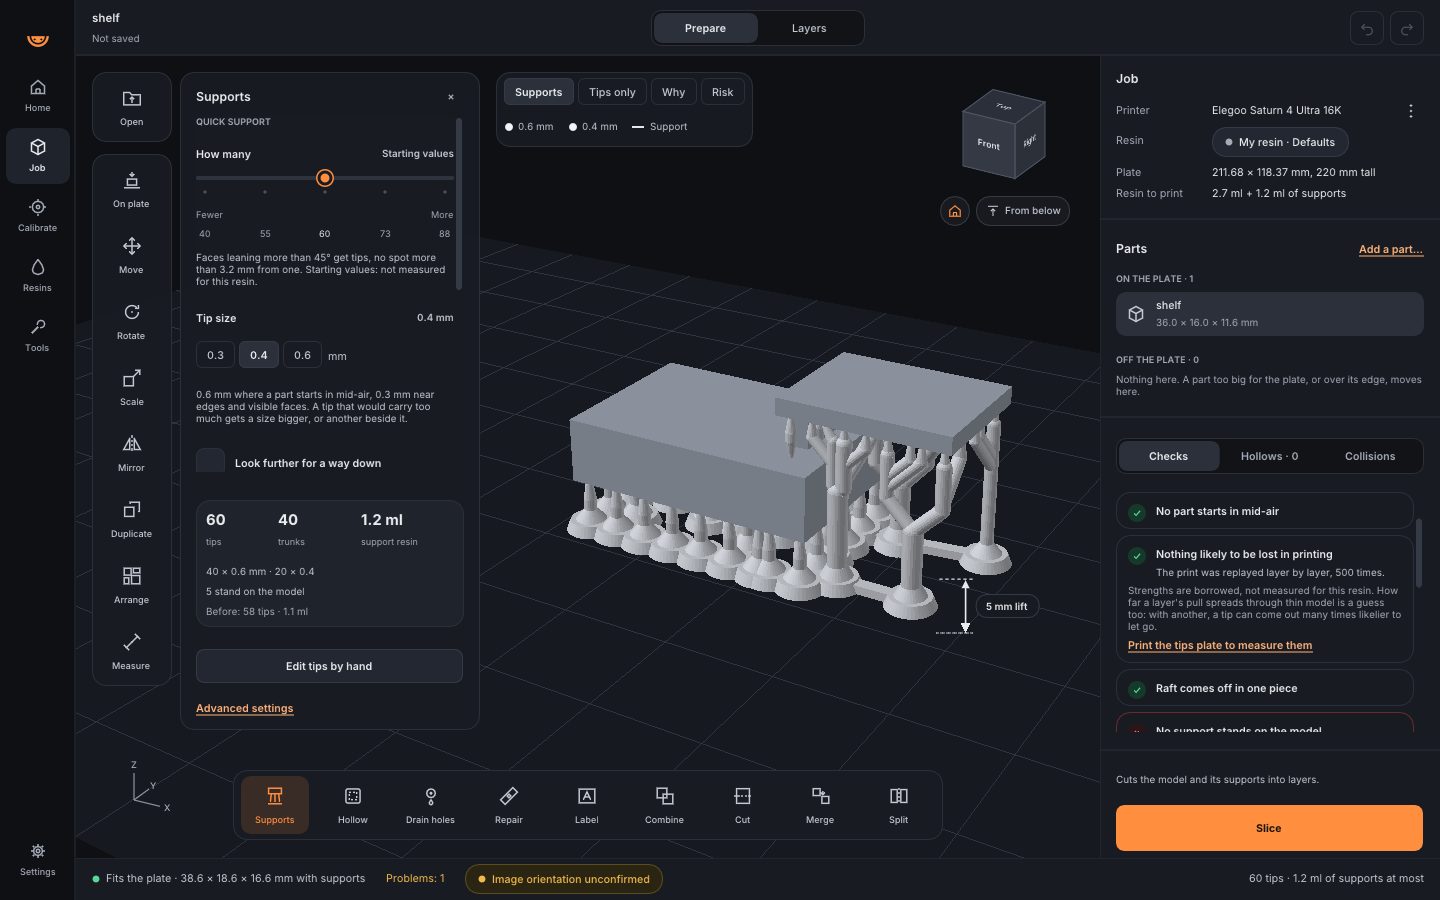 shelf
Not saved
Prepare
Layers
Home
Job
Calibrate
Resins
Tools
Settings
Open
On plate
Move
Rotate
Scale
Mirror
Duplicate
Arrange
Measure
Supports
×
QUICK SUPPORT
How many
Starting values
Fewer
More
40 55 60 73 88
Faces leaning more than 45° get tips, no spot more
than 3.2 mm from one. Starting values: not measured
for this resin.
Tip size
0.4 mm
0.3 0.4 0.6 mm
0.6 mm where a part starts in mid-air, 0.3 mm near
edges and visible faces. A tip that would carry too
much gets a size bigger, or another beside it.
Look further for a way down
60 40 1.2 ml
tips trunks support resin
40 × 0.6 mm · 20 × 0.4
5 stand on the model
Before: 58 tips · 1.1 ml
Edit tips by hand
Advanced settings
Supports Tips only Why Risk
0.6 mm 0.4 mm Support
Top
Front
Right
From below
5 mm lift
Z
Y
X
Supports
Hollow
Drain holes
Repair
Label
Combine
Cut
Merge
Split
Job
Printer Elegoo Saturn 4 Ultra 16K
Resin My resin · Defaults
Plate 211.68 × 118.37 mm, 220 mm tall
Resin to print 2.7 ml + 1.2 ml of supports
Parts
Add a part...
ON THE PLATE · 1
shelf
36.0 × 16.0 × 11.6 mm
OFF THE PLATE · 0
Nothing here. A part too big for the plate, or over its edge, moves
here.
Checks Hollows · 0 Collisions
No part starts in mid-air
Nothing likely to be lost in printing
The print was replayed layer by layer, 500 times.
Strengths are borrowed, not measured for this resin. How
far a layer's pull spreads through thin model is a guess
too: with another, a tip can come out many times likelier to
let go.
Print the tips plate to measure them
Raft comes off in one piece
No support stands on the model
Cuts the model and its supports into layers.
Slice
Fits the plate · 38.6 × 18.6 × 16.6 mm with supports
Problems: 1
Image orientation unconfirmed
60 tips · 1.2 ml of supports at most